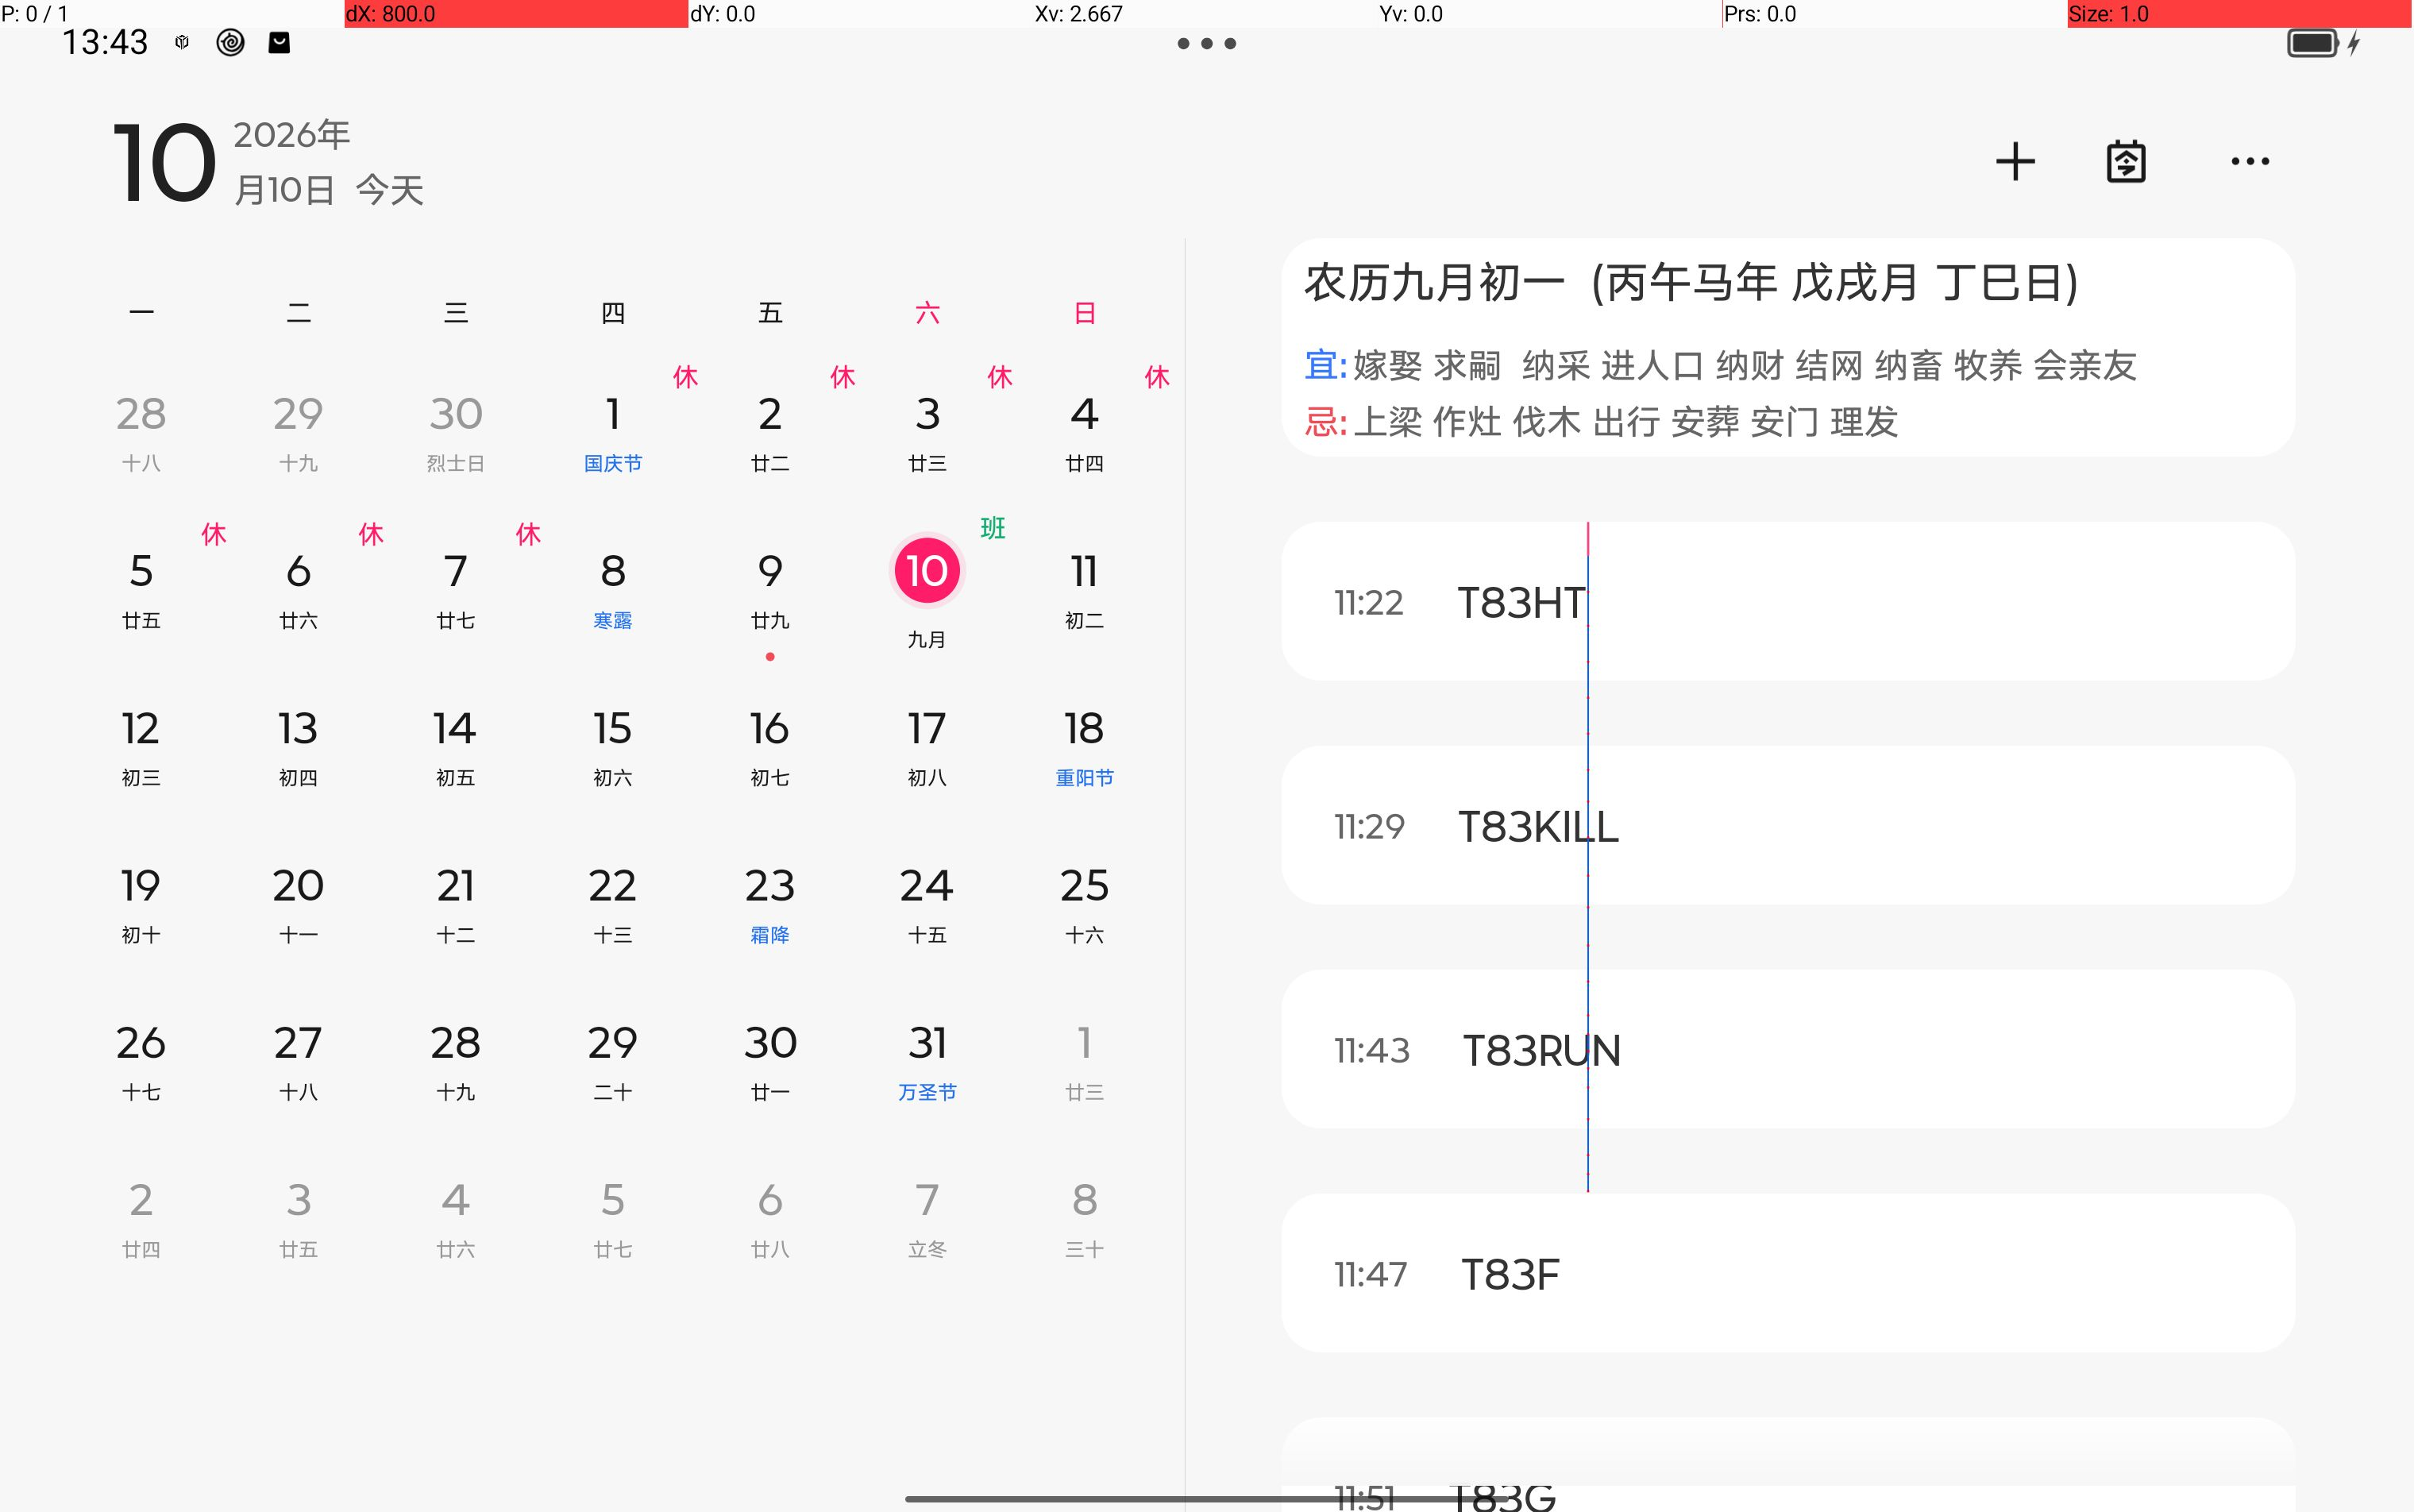 P: 0 / 1 dX: 800.0 dY: 0.0 Xv: 2.667 Yv: 0.0 Prs: 0.0 Size: 1.0
13:43
10 2026年
月10日 今天
一 二 三 四 五 六 日
休 休 休 休
28 29 30 1 2 3 4
十八 十九 烈士日 国庆节 廿二 廿三 廿四
休 休 休 班
5 6 7 8 9 10 11
廿五 廿六 廿七 寒露 廿九 九月 初二
12 13 14 15 16 17 18
初三 初四 初五 初六 初七 初八 重阳节
19 20 21 22 23 24 25
初十 十一 十二 十三 霜降 十五 十六
26 27 28 29 30 31 1
十七 十八 十九 二十 廿一 万圣节 廿三
2 3 4 5 6 7 8
廿四 廿五 廿六 廿七 廿八 立冬 三十
农历九月初一 (丙午马年 戊戌月 丁巳日)
宜: 嫁娶 求嗣 纳采 进人口 纳财 结网 纳畜 牧养 会亲友
忌: 上梁 作灶 伐木 出行 安葬 安门 理发
11:22 T83HT
11:29 T83KILL
11:43 T83RUN
11:47 T83F
11:51 T83G